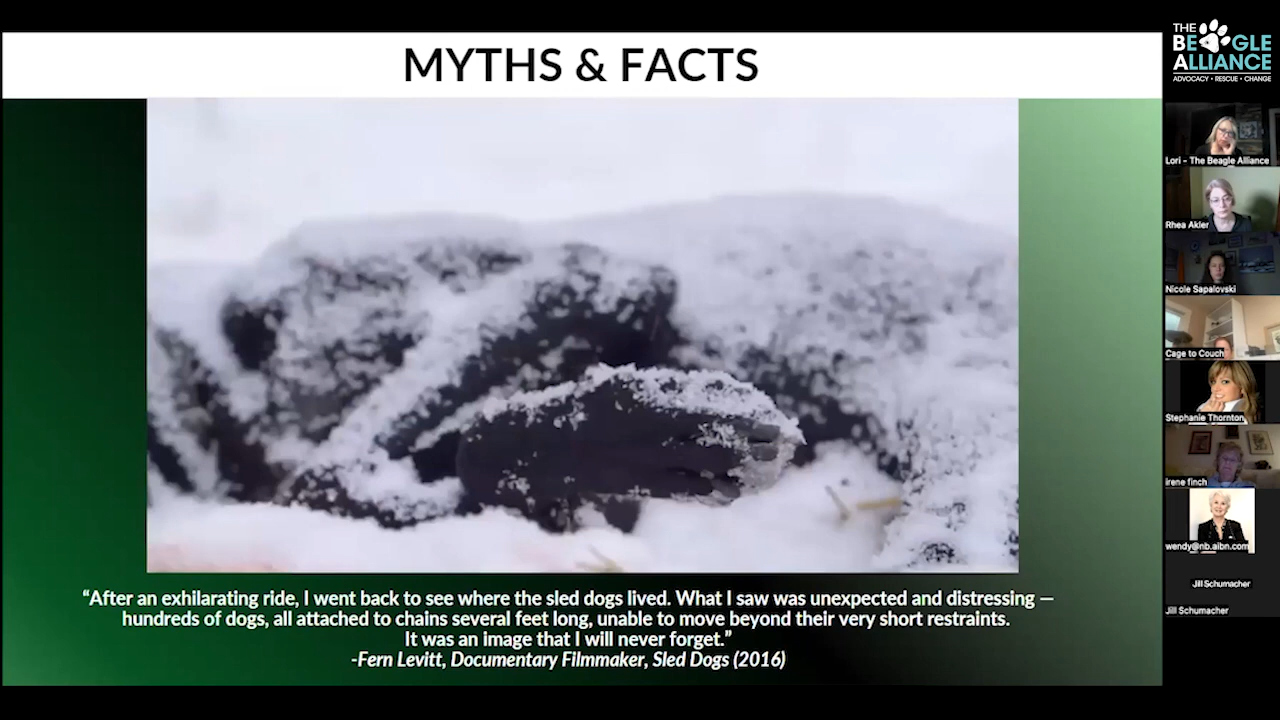 MYTHS & FACTS
“After an exhilarating ride, I went back to see where the sled dogs lived. What I saw was unexpected and distressing —
hundreds of dogs, all attached to chains several feet long, unable to move beyond their very short restraints.
It was an image that I will never forget.”
-Fern Levitt, Documentary Filmmaker, Sled Dogs (2016)
THE
BEAGLE
ALLIANCE
ADVOCACY • RESCUE • CHANGE
Lori - The Beagle Alliance
Rhea Akler
Nicole Sapalovski
Cage to Couch
Stephanie Thornton
irene finch
wendy@nb.aibn.com
Jill Schumacher
Jill Schumacher